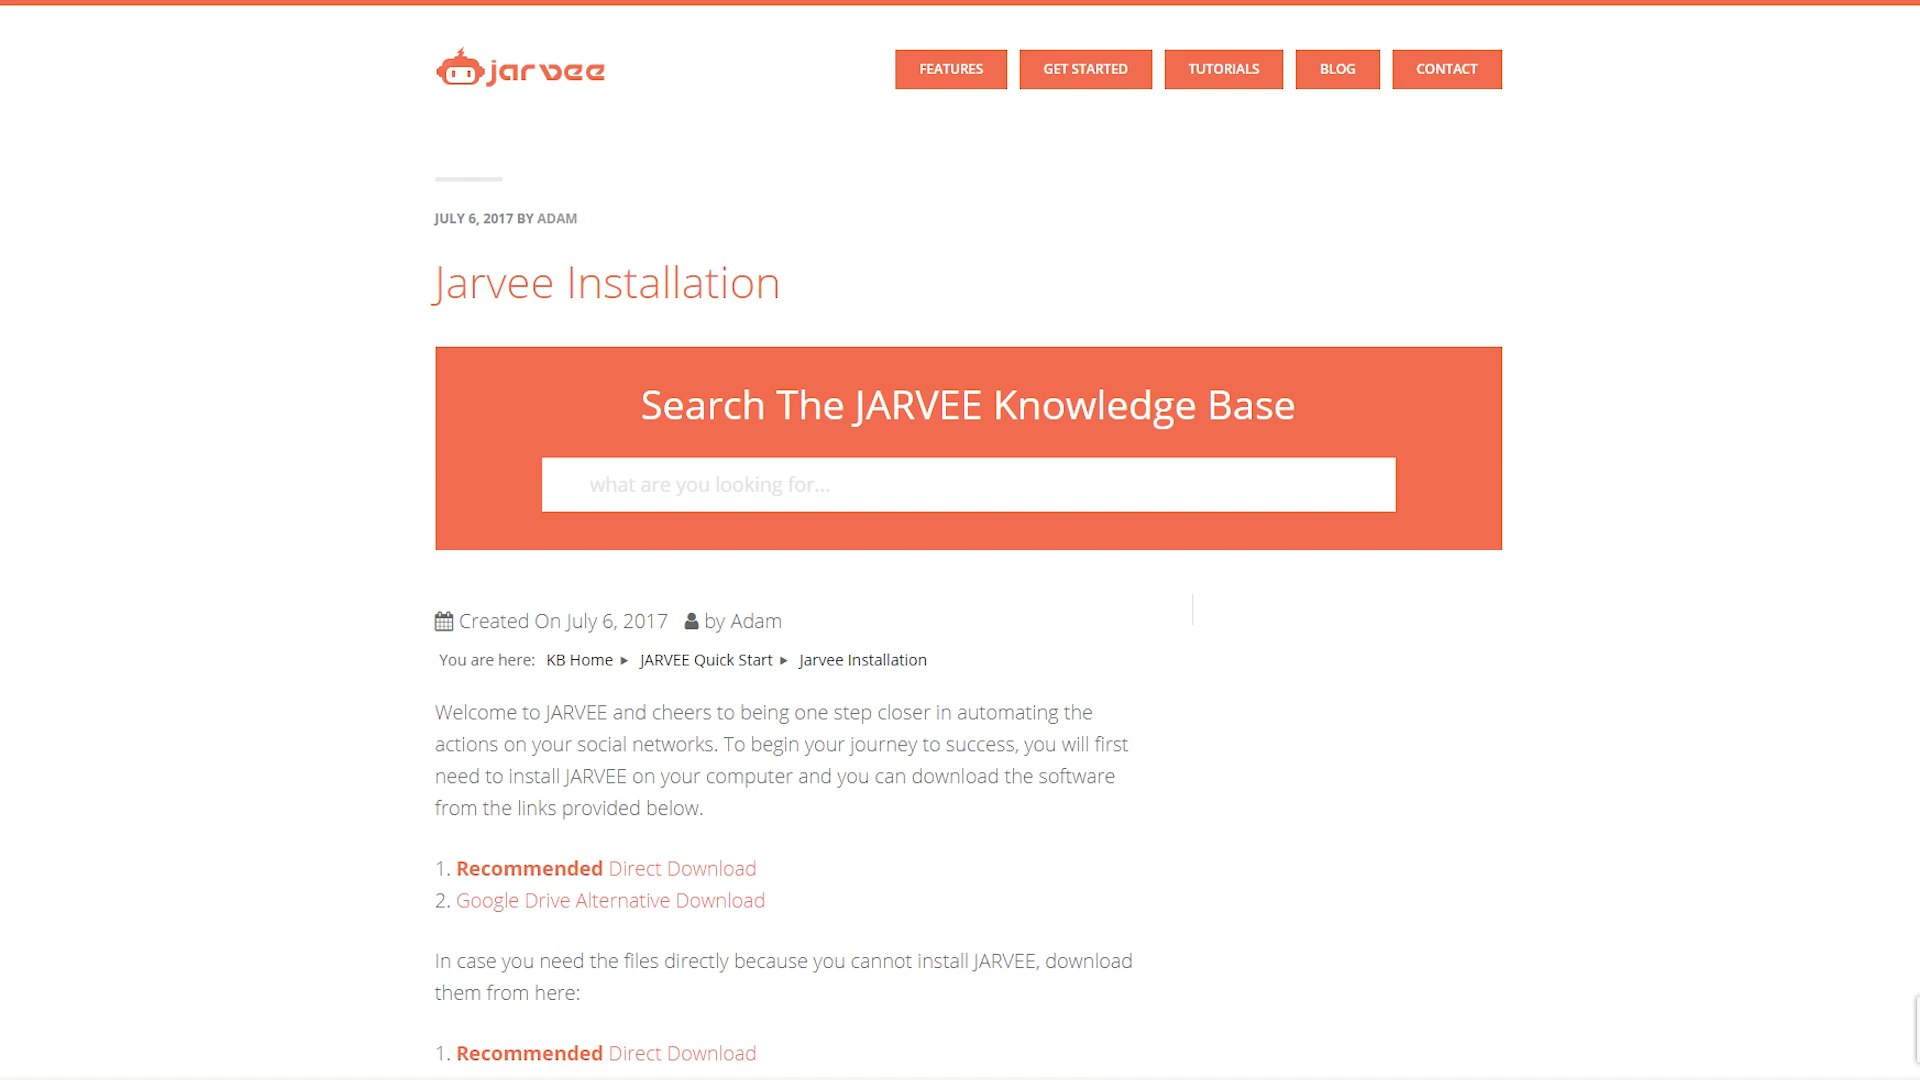 jarvee
FEATURES
GET STARTED
TUTORIALS
BLOG
CONTACT
JULY 6, 2017 BY ADAM
Jarvee Installation
Search The JARVEE Knowledge Base
what are you looking for...
Created On July 6, 2017 by Adam
You are here: KB Home ▸ JARVEE Quick Start ▸ Jarvee Installation
Welcome to JARVEE and cheers to being one step closer in automating the
actions on your social networks. To begin your journey to success, you will first
need to install JARVEE on your computer and you can download the software
from the links provided below.
1. Recommended Direct Download
2. Google Drive Alternative Download
In case you need the files directly because you cannot install JARVEE, download
them from here:
1. Recommended Direct Download